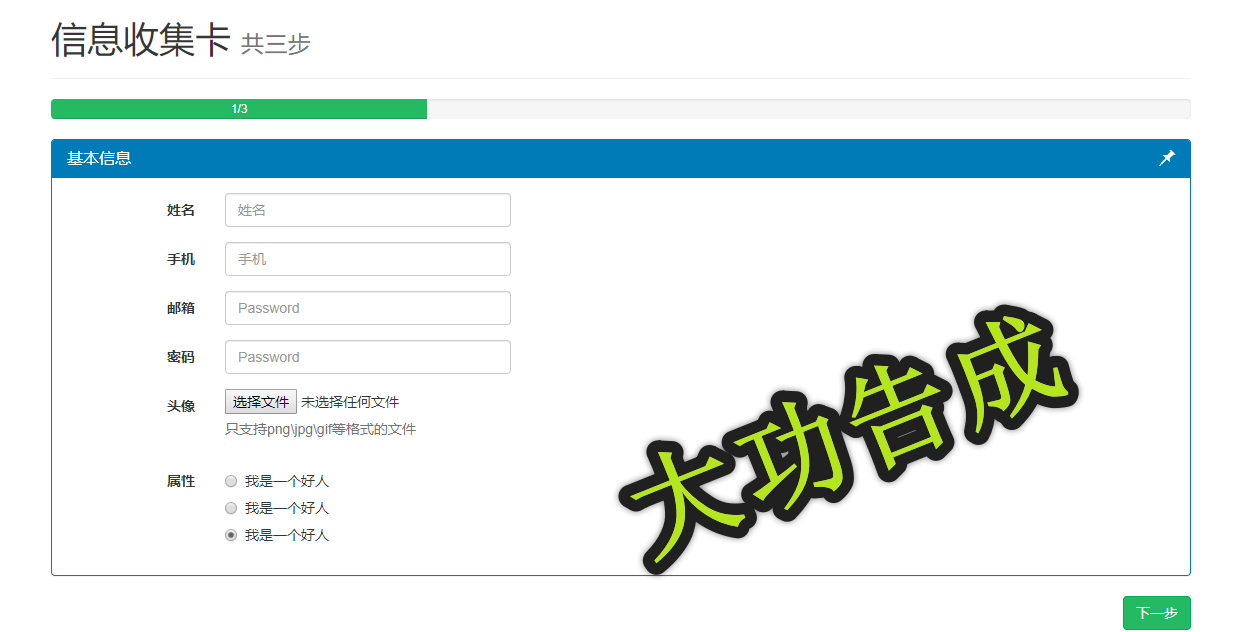 信息收集卡 共三步
1/3
基本信息
姓名 姓名
手机 手机
邮箱 Password
密码 Password
头像 选择文件 未选择任何文件
只支持png\jpg\gif等格式的文件
属性 我是一个好人
我是一个好人
我是一个好人
大功告成
下一步